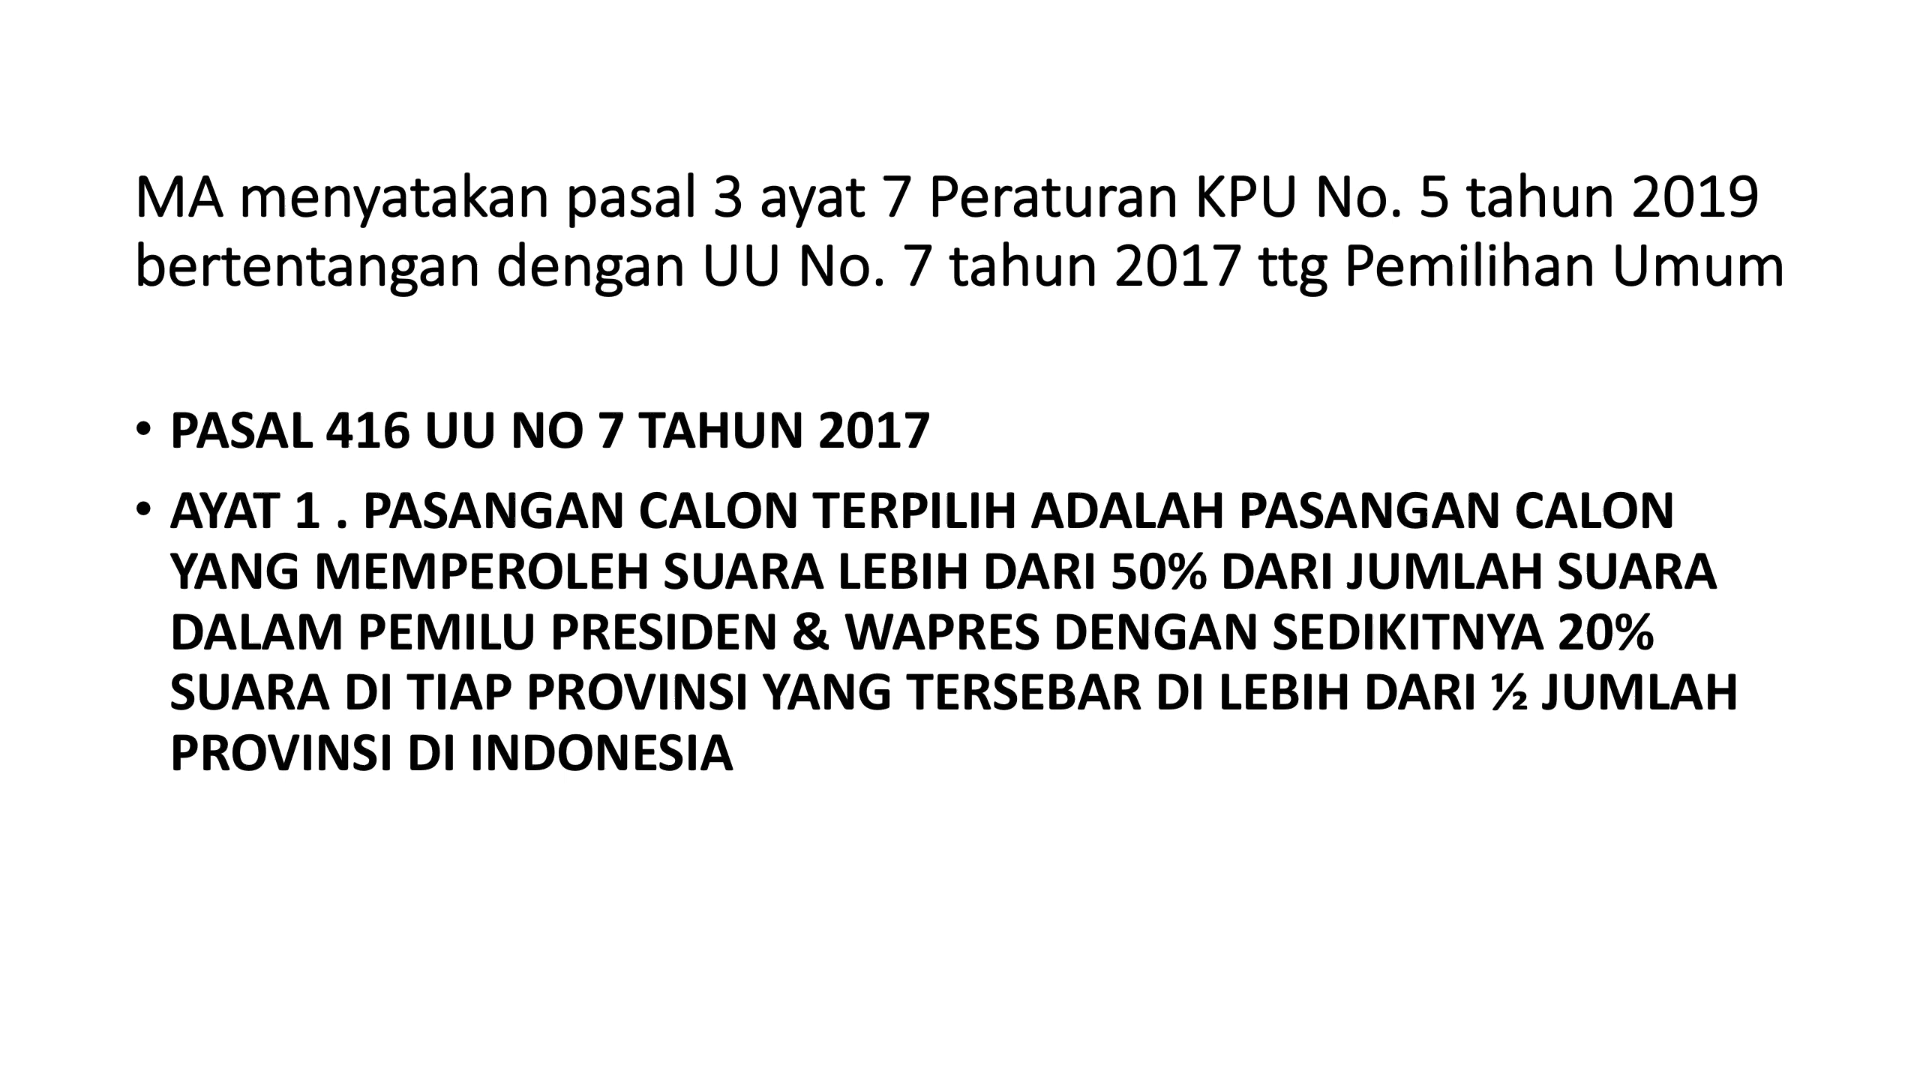 MA menyatakan pasal 3 ayat 7 Peraturan KPU No. 5 tahun 2019
bertentangan dengan UU No. 7 tahun 2017 ttg Pemilihan Umum
• PASAL 416 UU NO 7 TAHUN 2017
• AYAT 1 . PASANGAN CALON TERPILIH ADALAH PASANGAN CALON
YANG MEMPEROLEH SUARA LEBIH DARI 50% DARI JUMLAH SUARA
DALAM PEMILU PRESIDEN & WAPRES DENGAN SEDIKITNYA 20%
SUARA DI TIAP PROVINSI YANG TERSEBAR DI LEBIH DARI ½ JUMLAH
PROVINSI DI INDONESIA